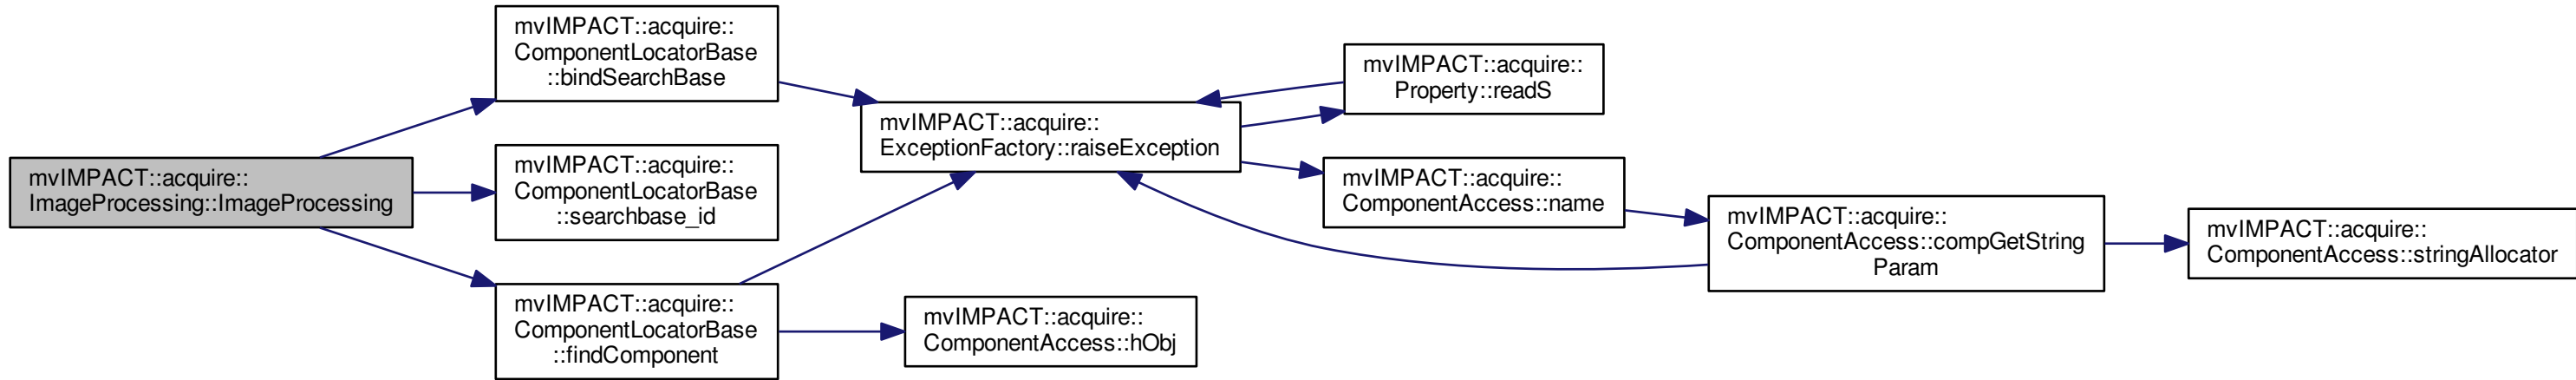 mvIMPACT::acquire::
ImageProcessing::ImageProcessing
mvIMPACT::acquire::
ComponentLocatorBase
::bindSearchBase
mvIMPACT::acquire::
ComponentLocatorBase
::searchbase_id
mvIMPACT::acquire::
ComponentLocatorBase
::findComponent
mvIMPACT::acquire::
ExceptionFactory::raiseException
mvIMPACT::acquire::
ComponentAccess::hObj
mvIMPACT::acquire::
Property::readS
mvIMPACT::acquire::
ComponentAccess::name
mvIMPACT::acquire::
ComponentAccess::compGetString
Param
mvIMPACT::acquire::
ComponentAccess::stringAllocator